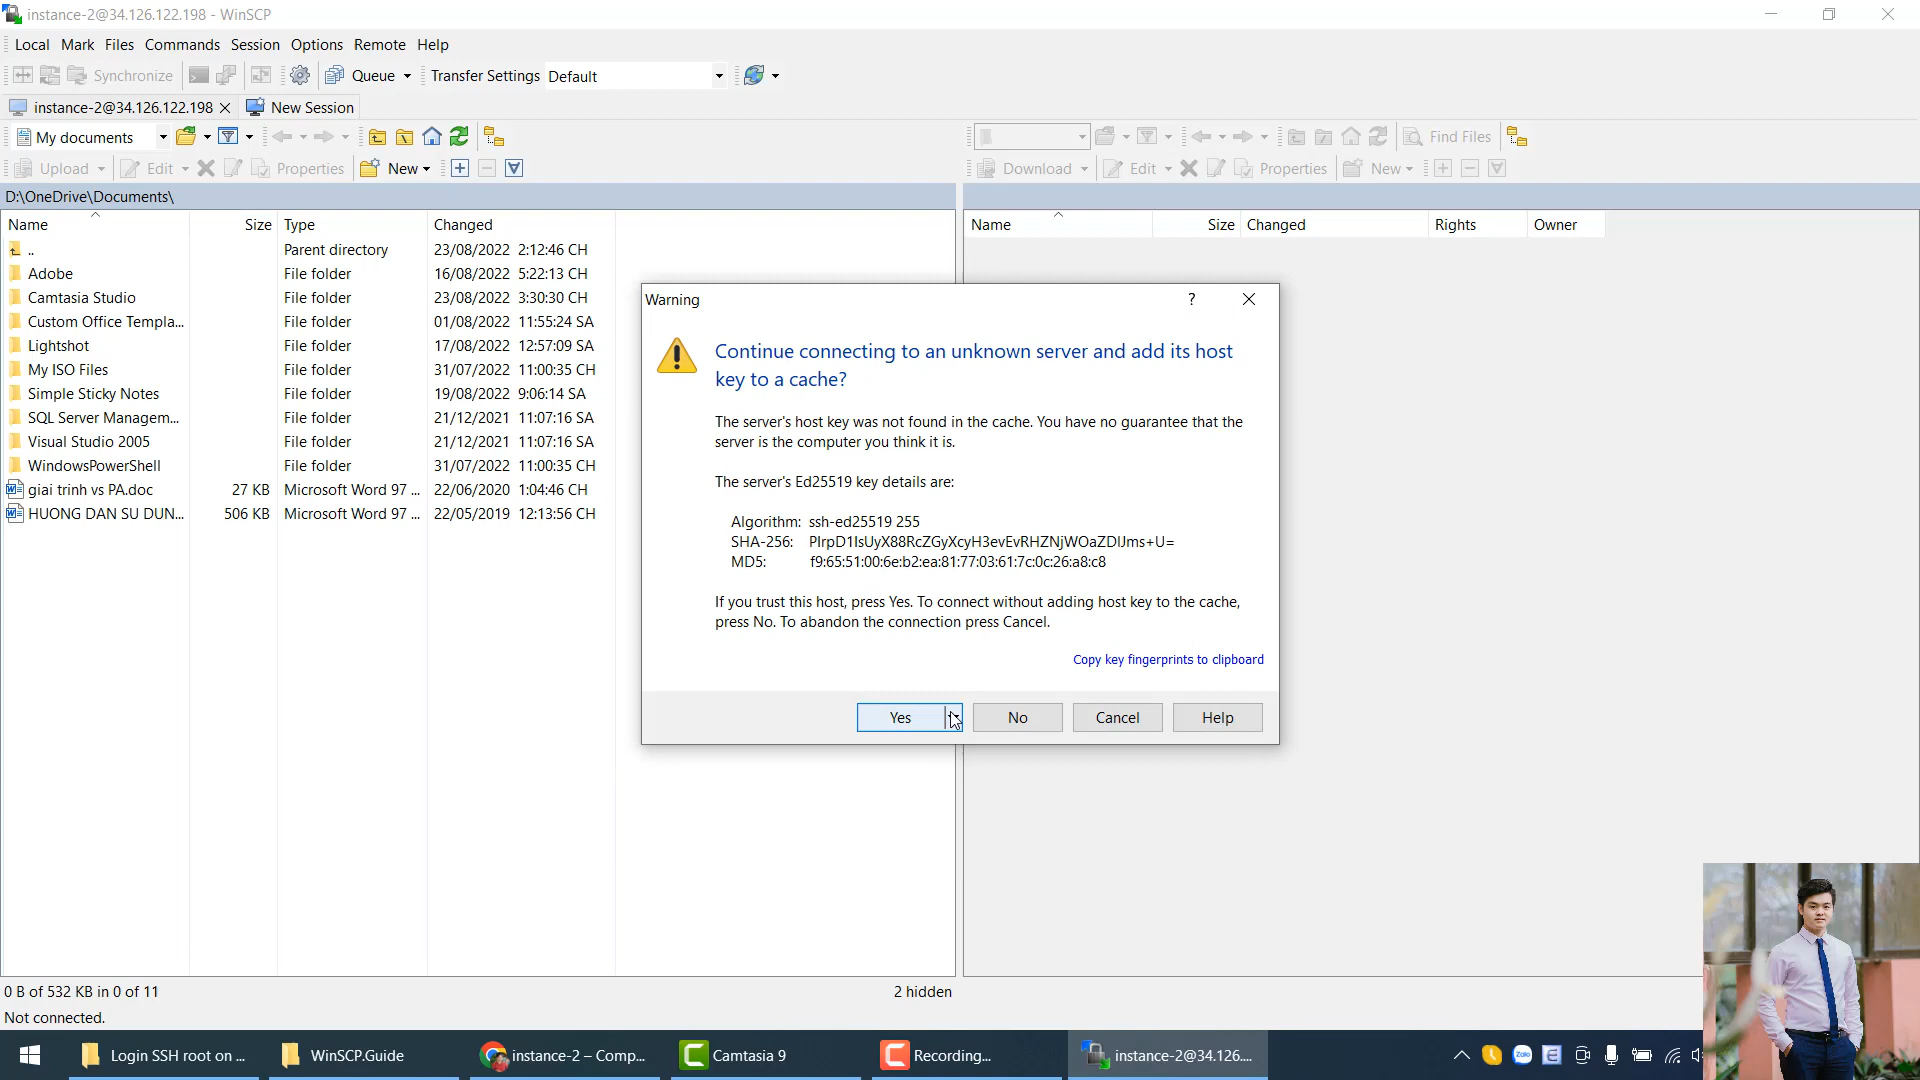 instance-2@34.126.122.198 - WinSCP
Local Mark Files Commands Session Options Remote Help
Synchronize Queue Transfer Settings Default
instance-2@34.126.122.198 New Session
My documents Find Files
Upload Edit Properties New Download Edit Properties New
D:\OneDrive\Documents\
Name Size Type Changed Name Size Changed Rights Owner
.. Parent directory 23/08/2022 2:12:46 CH
Adobe File folder 16/08/2022 5:22:13 CH
Camtasia Studio File folder 23/08/2022 3:30:30 CH
Custom Office Templa... File folder 01/08/2022 11:55:24 SA
Lightshot File folder 17/08/2022 12:57:09 SA
My ISO Files File folder 31/07/2022 11:00:35 CH
Simple Sticky Notes File folder 19/08/2022 9:06:14 SA
SQL Server Managem... File folder 21/12/2021 11:07:16 SA
Visual Studio 2005 File folder 21/12/2021 11:07:16 SA
WindowsPowerShell File folder 31/07/2022 11:00:35 CH
giai trinh vs PA.doc 27 KB Microsoft Word 97 ... 22/06/2020 1:04:46 CH
HUONG DAN SU DUN... 506 KB Microsoft Word 97 ... 22/05/2019 12:13:56 CH
Warning
?
Continue connecting to an unknown server and add its host
key to a cache?
The server's host key was not found in the cache. You have no guarantee that the
server is the computer you think it is.
The server's Ed25519 key details are:
Algorithm: ssh-ed25519 255
SHA-256: PlrpD1IsUyX88RcZGyXcyH3evEvRHZNjWOaZDIJms+U=
MD5: f9:65:51:00:6e:b2:ea:81:77:03:61:7c:0c:26:a8:c8
If you trust this host, press Yes. To connect without adding host key to the cache,
press No. To abandon the connection press Cancel.
Copy key fingerprints to clipboard
Yes No Cancel Help
0 B of 532 KB in 0 of 11 2 hidden
Not connected.
Login SSH root on ... WinSCP.Guide instance-2 – Comp... Camtasia 9 Recording... instance-2@34.126.... Zalo E